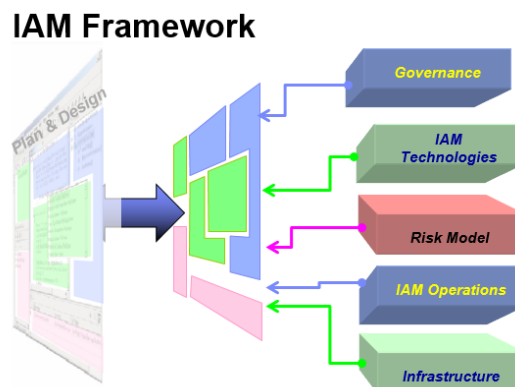 IAM Framework
Plan & Design
Governance
IAM
Technologies
Risk Model
IAM Operations
Infrastructure